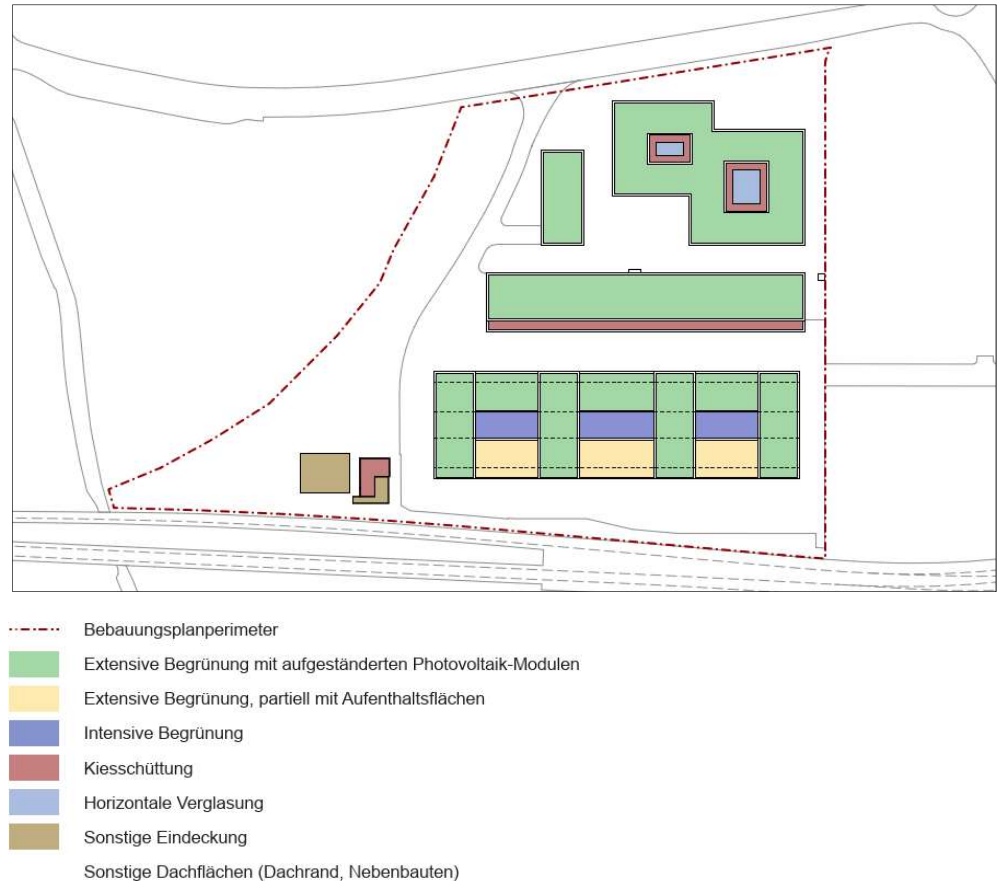 Bebauungsplanperimeter
Extensive Begrünung mit aufgeständerten Photovoltaik-Modulen
Extensive Begrünung, partiell mit Aufenthaltsflächen
Intensive Begrünung
Kiesschüttung
Horizontale Verglasung
Sonstige Eindeckung
Sonstige Dachflächen (Dachrand, Nebenbauten)